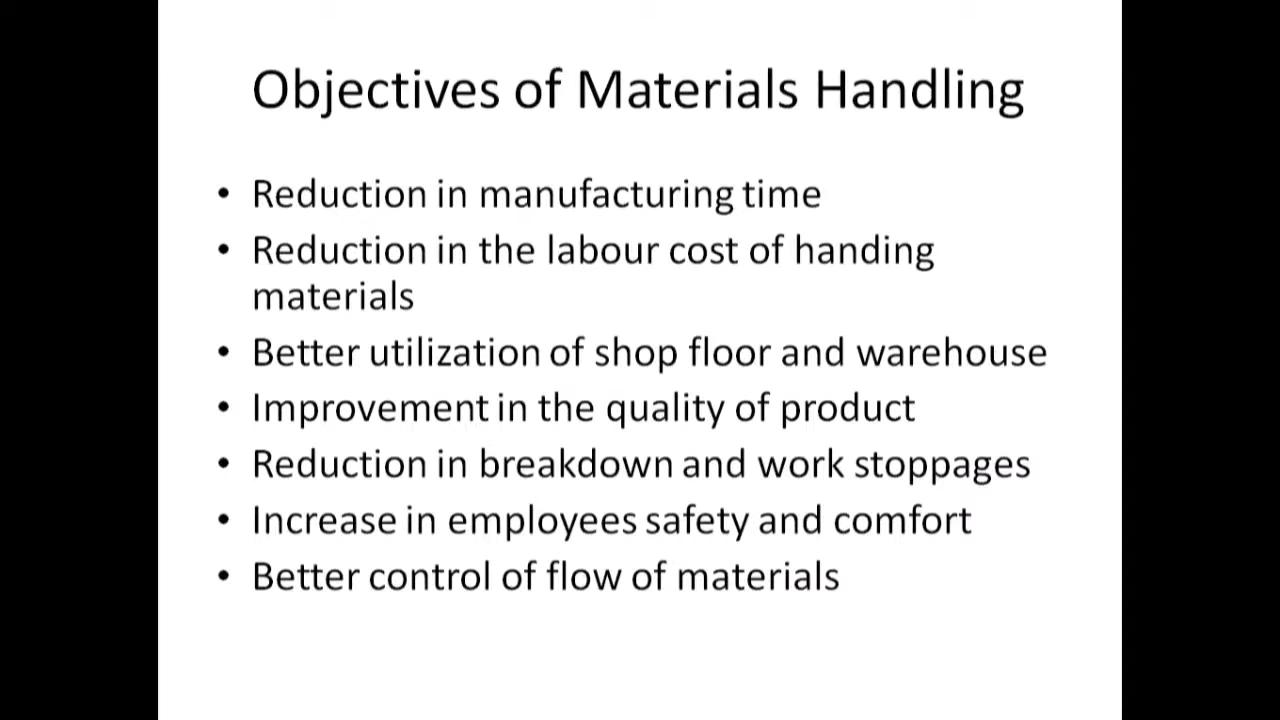 Objectives of Materials Handling
• Reduction in manufacturing time
• Reduction in the labour cost of handing
materials
• Better utilization of shop floor and warehouse
• Improvement in the quality of product
• Reduction in breakdown and work stoppages
• Increase in employees safety and comfort
• Better control of flow of materials